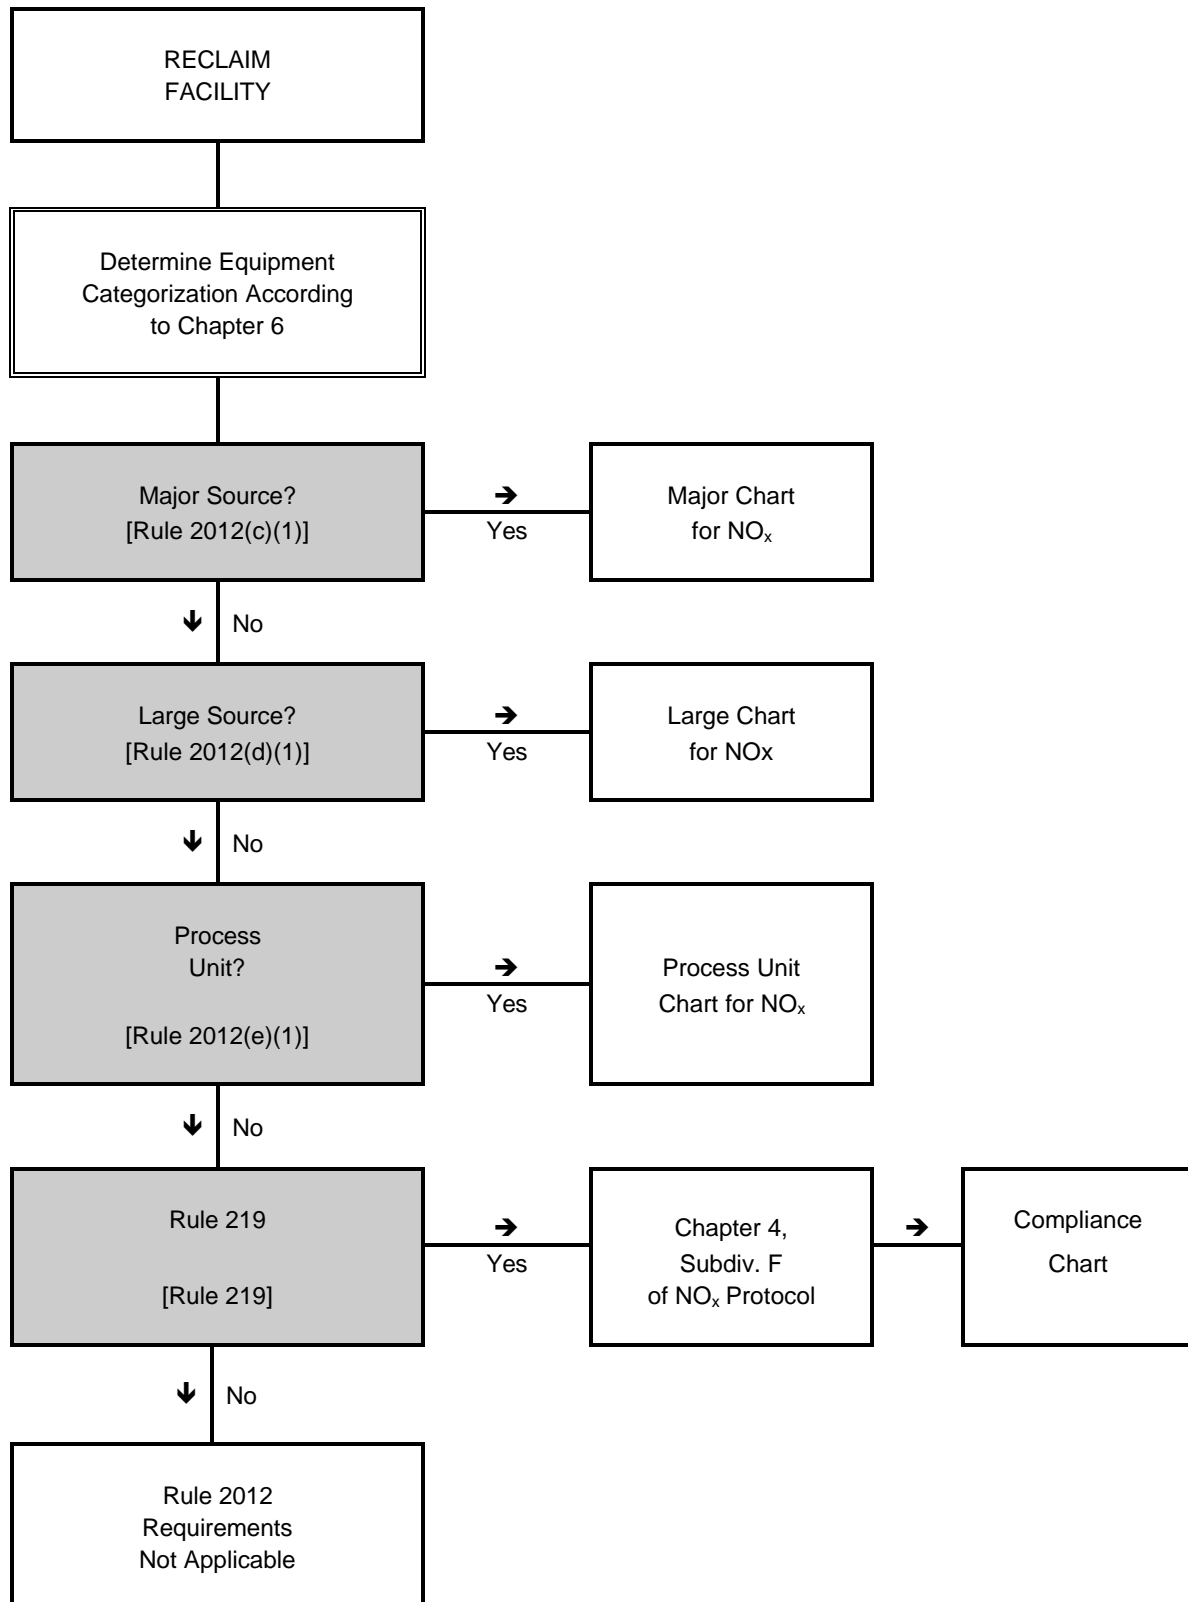 RECLAIM
FACILITY
Determine Equipment
Categorization According
to Chapter 6
Major Source?
[Rule 2012(c)(1)]
➔
Yes
Major Chart
for NOₓ
🡳 No
Large Source?
[Rule 2012(d)(1)]
➔
Yes
Large Chart
for NOx
🡳 No
Process
Unit?
[Rule 2012(e)(1)]
➔
Yes
Process Unit
Chart for NOₓ
🡳 No
Rule 219
[Rule 219]
➔
Yes
Chapter 4,
Subdiv. F
of NOₓ Protocol
➔
Compliance
Chart
🡳 No
Rule 2012
Requirements
Not Applicable